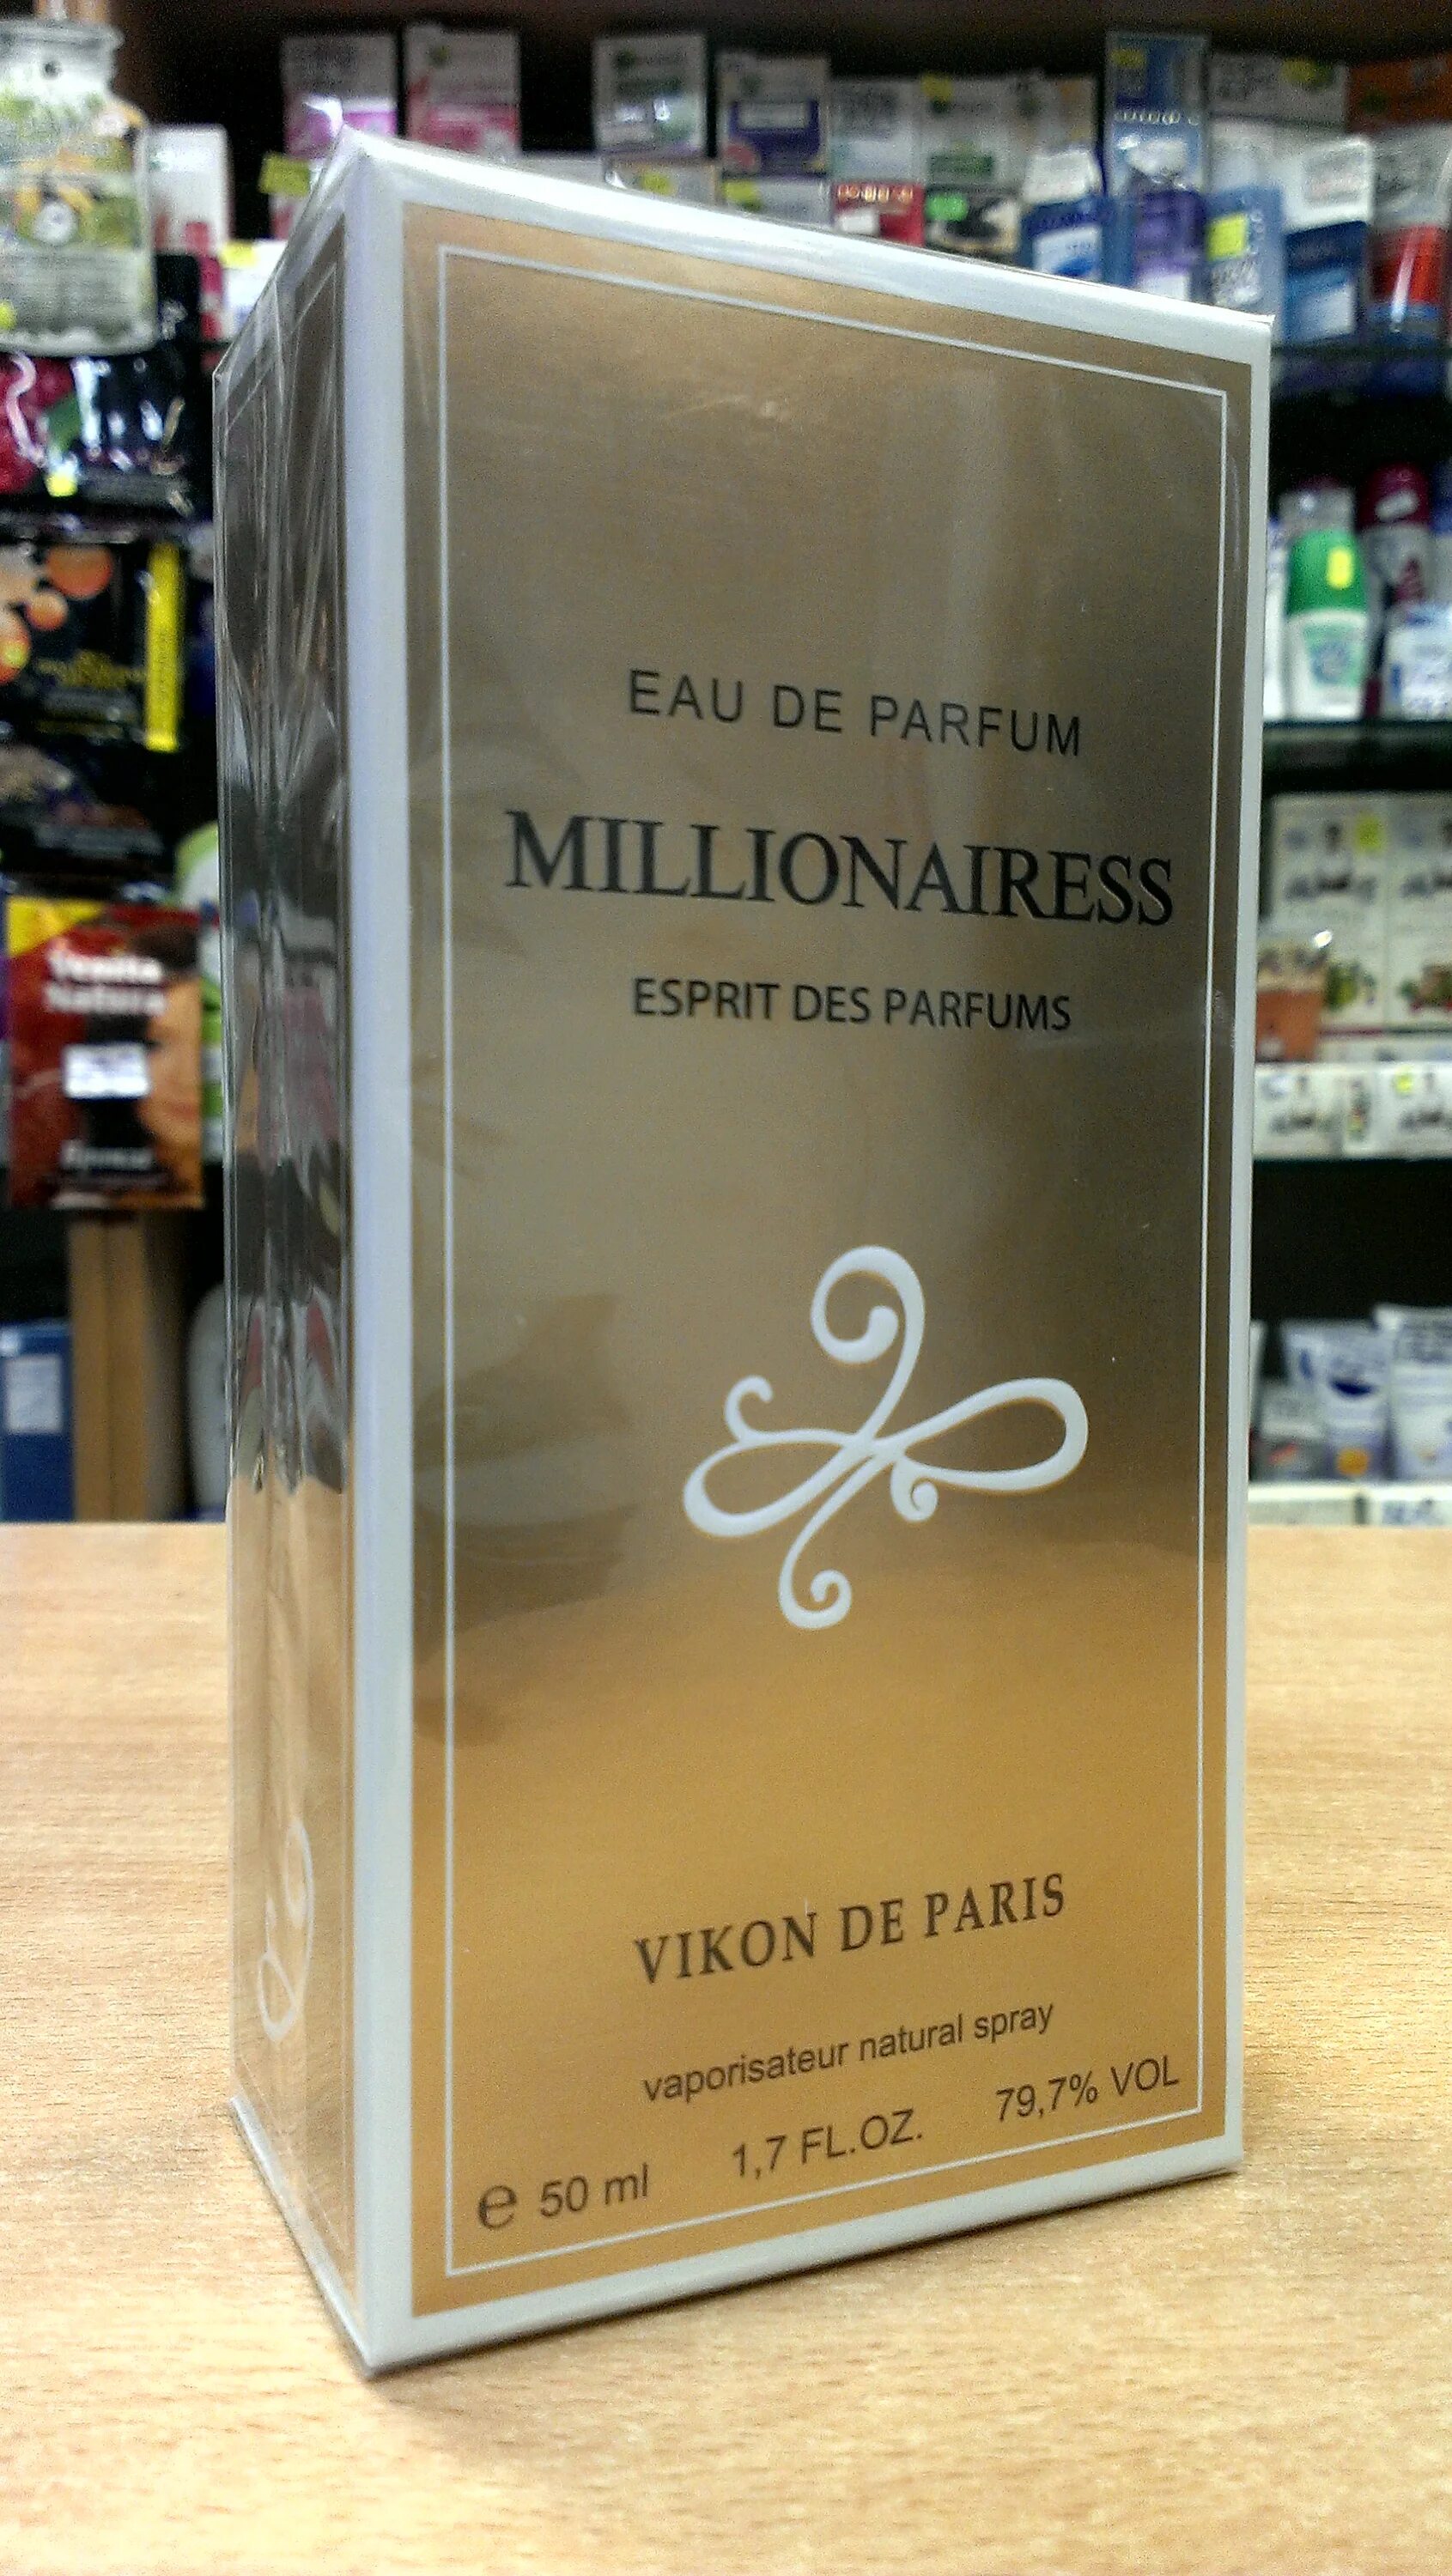 EAU DE PARFUM
MILLIONAIRESS
ESPRIT DES PARFUMS
VIKON DE PARIS
vaporisateur natural spray
e 50 ml 1,7 FL.OZ. 79,7% VOL